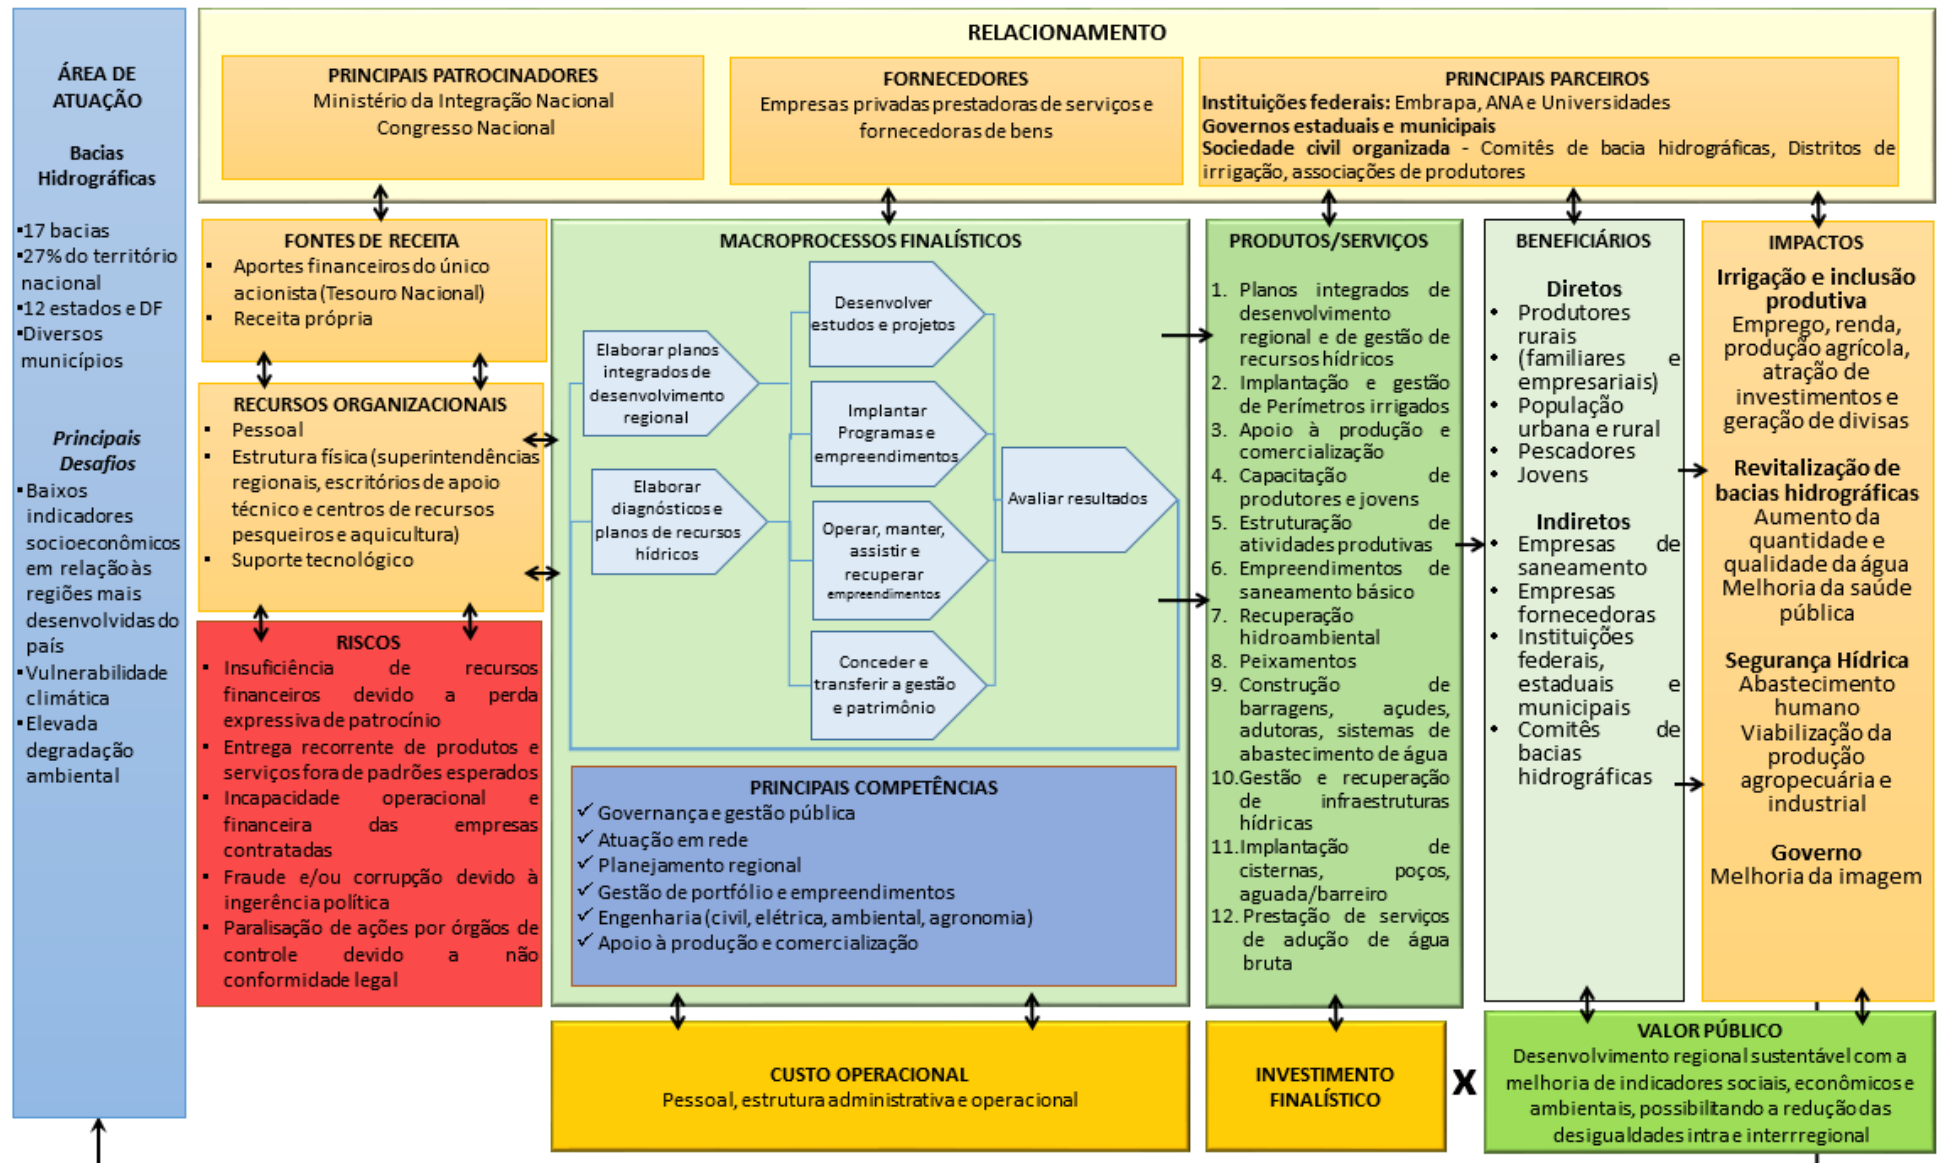 ÁREA DE
ATUAÇÃO
Bacias
Hidrográficas
▪17 bacias
▪27% do território
nacional
▪12 estados e DF
▪Diversos
municípios
Principais
Desafios
▪Baixos
indicadores
socioeconômicos
em relação às
regiões mais
desenvolvidas do
país
▪Vulnerabilidade
climática
▪Elevada
degradação
ambiental
RELACIONAMENTO
PRINCIPAIS PATROCINADORES
Ministério da Integração Nacional
Congresso Nacional
FORNECEDORES
Empresas privadas prestadoras de serviços e
fornecedoras de bens
PRINCIPAIS PARCEIROS
Instituições federais: Embrapa, ANA e Universidades
Governos estaduais e municipais
Sociedade civil organizada - Comitês de bacia hidrográficas, Distritos de
irrigação, associações de produtores
FONTES DE RECEITA
▪ Aportes financeiros do único
acionista (Tesouro Nacional)
▪ Receita própria
RECURSOS ORGANIZACIONAIS
▪ Pessoal
▪ Estrutura física (superintendências
regionais, escritórios de apoio
técnico e centros de recursos
pesqueiros e aquicultura)
▪ Suporte tecnológico
RISCOS
▪ Insuficiência de recursos
financeiros devido a perda
expressiva de patrocínio
▪ Entrega recorrente de produtos e
serviços fora de padrões esperados
▪ Incapacidade operacional e
financeira das empresas
contratadas
▪ Fraude e/ou corrupção devido à
ingerência política
▪ Paralisação de ações por órgãos de
controle devido a não
conformidade legal
MACROPROCESSOS FINALÍSTICOS
Elaborar planos
integrados de
desenvolvimento
regional
Elaborar
diagnósticos e
planos de recursos
hídricos
Desenvolver
estudos e projetos
Implantar
Programas e
empreendimentos
Operar, manter,
assistir e
recuperar
empreendimentos
Conceder e
transferir a gestão
e patrimônio
Avaliar resultados
PRINCIPAIS COMPETÊNCIAS
✓ Governança e gestão pública
✓ Atuação em rede
✓ Planejamento regional
✓ Gestão de portfólio e empreendimentos
✓ Engenharia (civil, elétrica, ambiental, agronomia)
✓ Apoio à produção e comercialização
PRODUTOS/SERVIÇOS
1. Planos integrados de
desenvolvimento
regional e de gestão de
recursos hídricos
2. Implantação e gestão
de Perímetros irrigados
3. Apoio à produção e
comercialização
4. Capacitação de
produtores e jovens
5. Estruturação de
atividades produtivas
6. Empreendimentos de
saneamento básico
7. Recuperação
hidroambiental
8. Peixamentos
9. Construção de
barragens, açudes,
adutoras, sistemas de
abastecimento de água
10.Gestão e recuperação
de infraestruturas
hídricas
11.Implantação de
cisternas, poços,
aguada/barreiro
12. Prestação de serviços
de adução de água
bruta
BENEFICIÁRIOS
Diretos
• Produtores
rurais
• (familiares e
empresariais)
• População
urbana e rural
• Pescadores
• Jovens
Indiretos
• Empresas de
saneamento
• Empresas
fornecedoras
• Instituições
federais,
estaduais e
municipais
• Comitês de
bacias
hidrográficas
IMPACTOS
Irrigação e inclusão
produtiva
Emprego, renda,
produção agrícola,
atração de
investimentos e
geração de divisas
Revitalização de
bacias hidrográficas
Aumento da
quantidade e
qualidade da água
Melhoria da saúde
pública
Segurança Hídrica
Abastecimento
humano
Viabilização da
produção
agropecuária e
industrial
Governo
Melhoria da imagem
CUSTO OPERACIONAL
Pessoal, estrutura administrativa e operacional
INVESTIMENTO
FINALÍSTICO
X
VALOR PÚBLICO
Desenvolvimento regional sustentável com a
melhoria de indicadores sociais, econômicos e
ambientais, possibilitando a redução das
desigualdades intra e interrregional